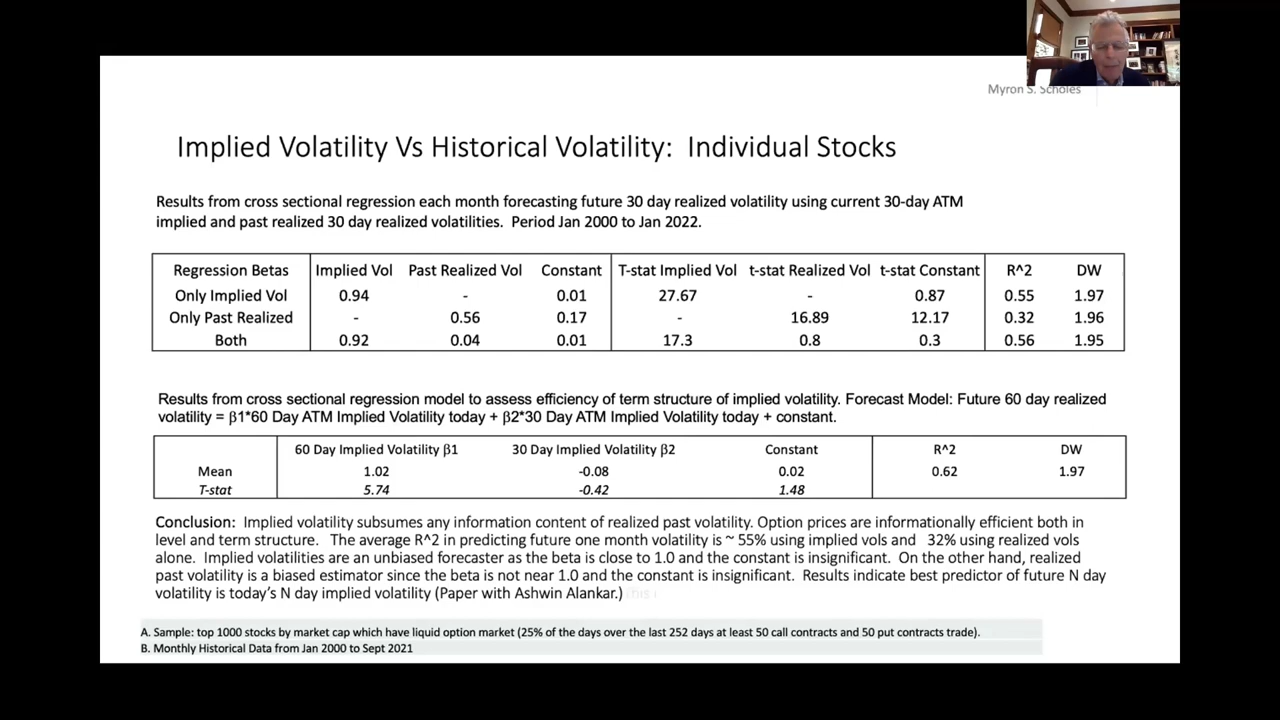 Myron S. Scholes
Implied Volatility Vs Historical Volatility: Individual Stocks
Results from cross sectional regression each month forecasting future 30 day realized volatility using current 30-day ATM
implied and past realized 30 day realized volatilities. Period Jan 2000 to Jan 2022.
Regression Betas Implied Vol Past Realized Vol Constant T-stat Implied Vol t-stat Realized Vol t-stat Constant R^2 DW
Only Implied Vol 0.94 - 0.01 27.67 - 0.87 0.55 1.97
Only Past Realized - 0.56 0.17 - 16.89 12.17 0.32 1.96
Both 0.92 0.04 0.01 17.3 0.8 0.3 0.56 1.95
Results from cross sectional regression model to assess efficiency of term structure of implied volatility. Forecast Model: Future 60 day realized
volatility = β1*60 Day ATM Implied Volatility today + β2*30 Day ATM Implied Volatility today + constant.
60 Day Implied Volatility β1 30 Day Implied Volatility β2 Constant R^2 DW
Mean 1.02 -0.08 0.02 0.62 1.97
T-stat 5.74 -0.42 1.48
Conclusion: Implied volatility subsumes any information content of realized past volatility. Option prices are informationally efficient both in
level and term structure. The average R^2 in predicting future one month volatility is ~ 55% using implied vols and 32% using realized vols
alone. Implied volatilities are an unbiased forecaster as the beta is close to 1.0 and the constant is insignificant. On the other hand, realized
past volatility is a biased estimator since the beta is not near 1.0 and the constant is insignificant. Results indicate best predictor of future N day
volatility is today's N day implied volatility (Paper with Ashwin Alankar.) This i
A. Sample: top 1000 stocks by market cap which have liquid option market (25% of the days over the last 252 days at least 50 call contracts and 50 put contracts trade).
B. Monthly Historical Data from Jan 2000 to Sept 2021